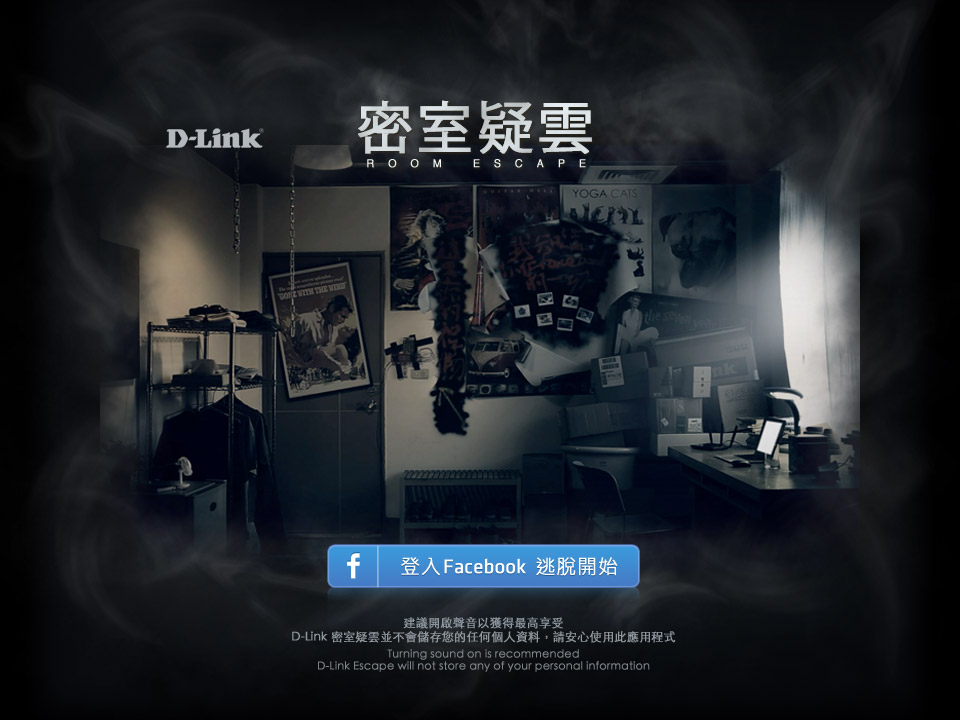 D-Link
密室疑雲
ROOM ESCAPE
YOGA CATS
"GONE WITH THE WIND"
the seven year
登入Facebook 逃脫開始
建議開啟聲音以獲得最高享受
D-Link 密室疑雲並不會儲存您的任何個人資料，請安心使用此應用程式
Turning sound on is recommended
D-Link Escape will not store any of your personal information